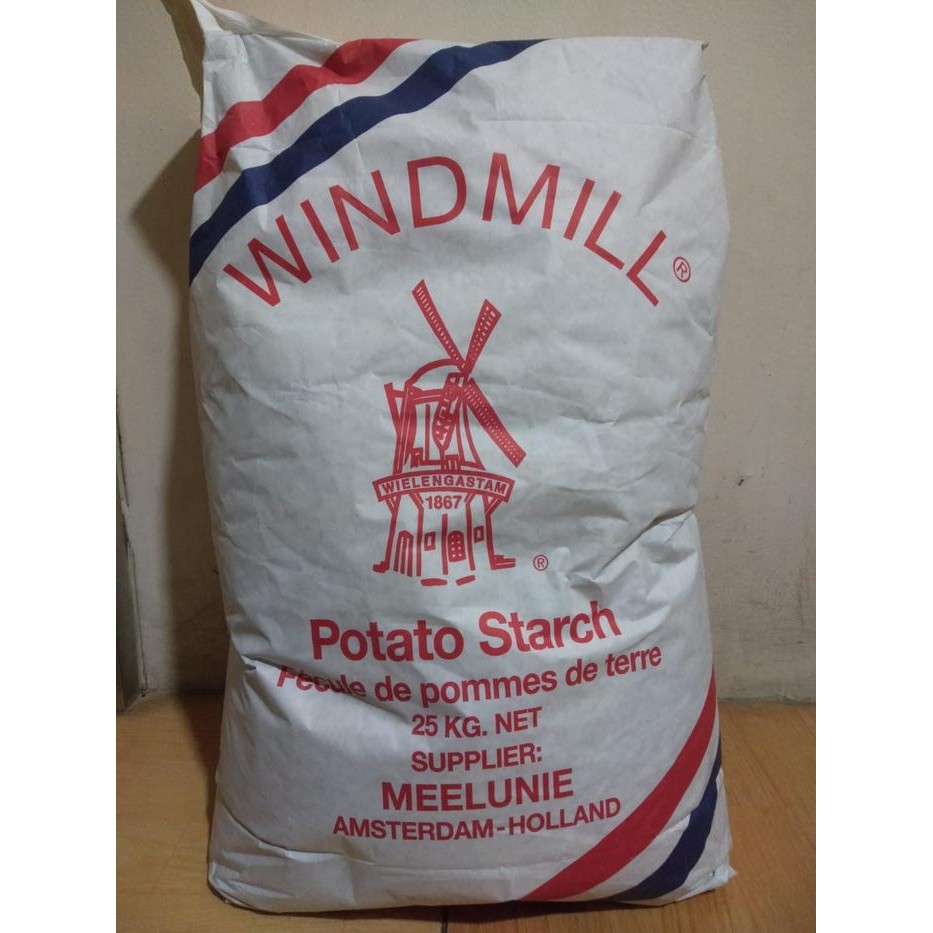 WINDMILL®
WIELENGASTAM
1867
®
Potato Starch
Fécule de pommes de terre
25 KG. NET
SUPPLIER:
MEELUNIE
AMSTERDAM-HOLLAND